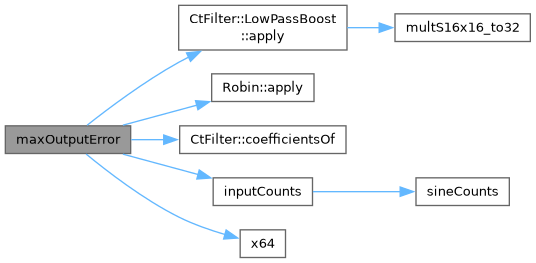 CtFilter::LowPassBoost
::apply
multS16x16_to32
Robin::apply
maxOutputError
CtFilter::coefficientsOf
inputCounts
sineCounts
x64